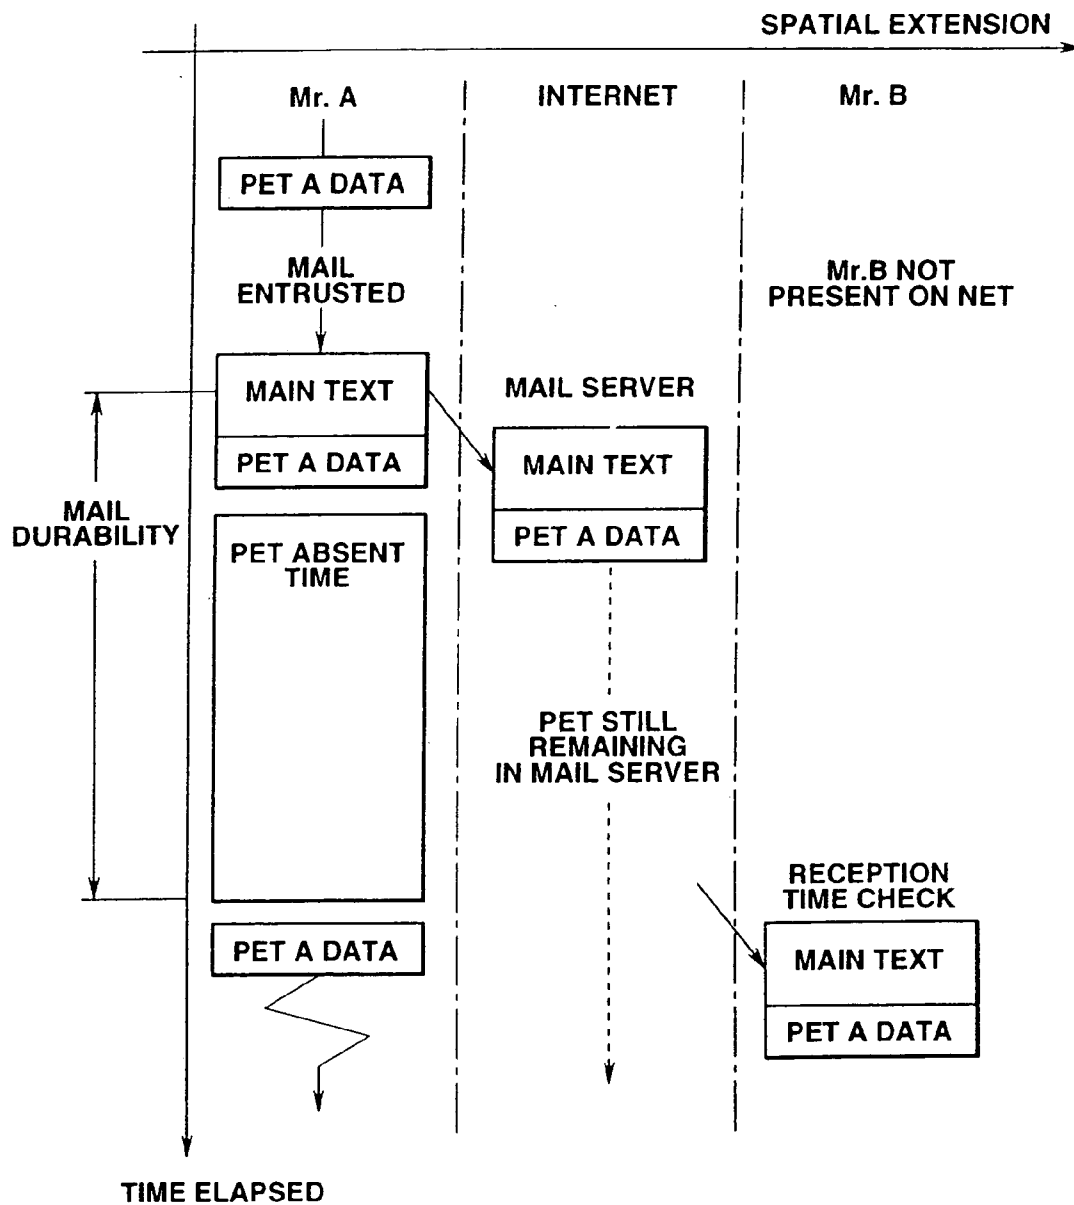 SPATIAL EXTENSION
Mr. A
INTERNET
Mr. B
PET A DATA
MAIL
ENTRUSTED
Mr.B NOT
PRESENT ON NET
MAIN TEXT
PET A DATA
MAIL SERVER
MAIN TEXT
PET A DATA
MAIL
DURABILITY
PET ABSENT
TIME
PET STILL
REMAINING
IN MAIL SERVER
RECEPTION
TIME CHECK
MAIN TEXT
PET A DATA
PET A DATA
TIME ELAPSED